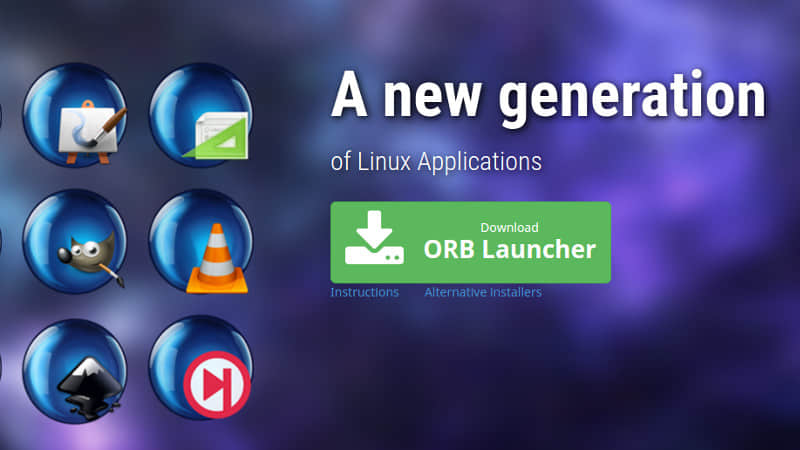 A new generation
of Linux Applications
Download
ORB Launcher
Instructions Alternative Installers